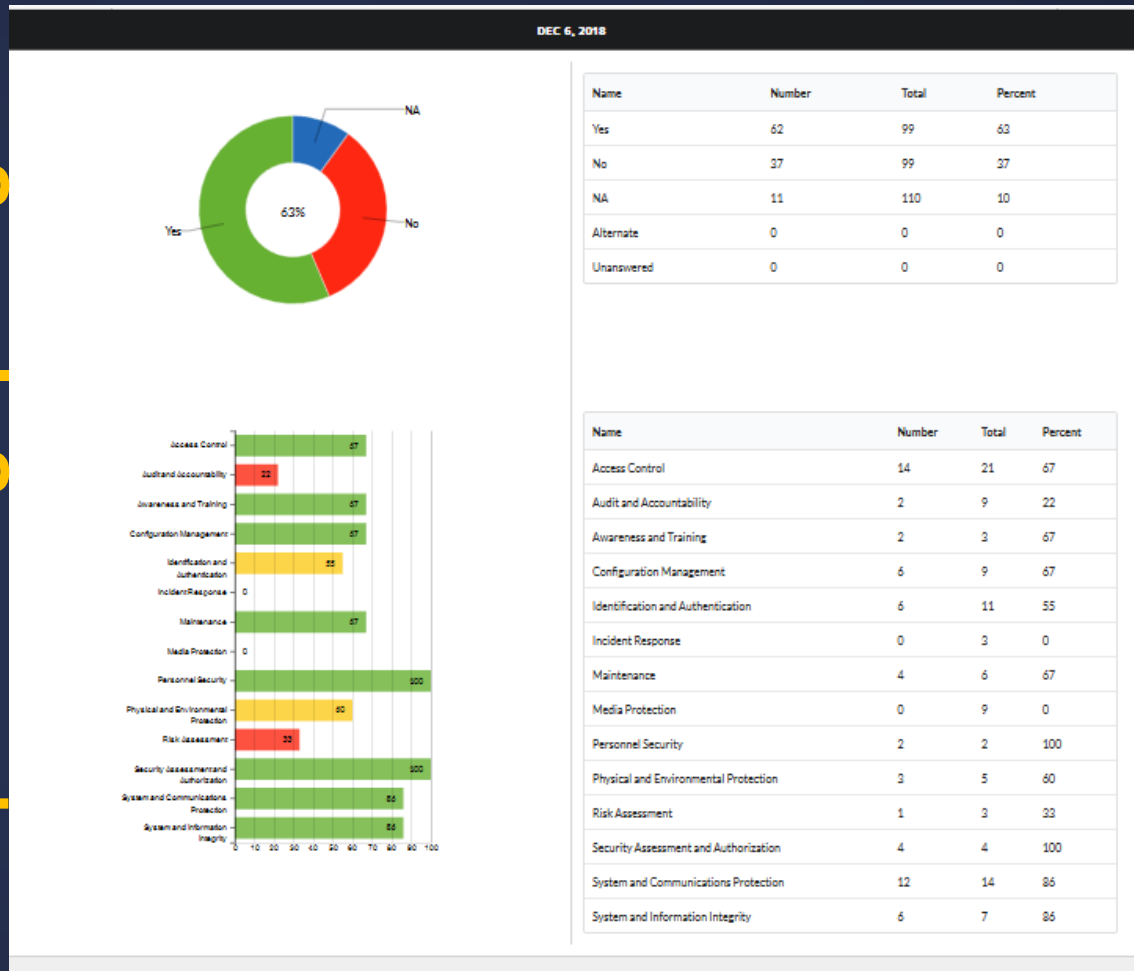 DEC 6, 2018
NA
No
Yes
63%
Name Number Total Percent
Yes 62 99 63
No 37 99 37
NA 11 110 10
Alternate 0 0 0
Unanswered 0 0 0
Access Control 67
Audit and Accountability 22
Awareness and Training 67
Configuration Management 67
Identification and
Authentication 55
Incident Response 0
Maintenance 67
Media Protection 0
Personnel Security 100
Physical and Environmental
Protection 60
Risk Assessment 33
Security Assessment and
Authorization 100
System and Communications
Protection 86
System and Information
Integrity 86
0 10 20 30 40 50 60 70 80 90 100
Name Number Total Percent
Access Control 14 21 67
Audit and Accountability 2 9 22
Awareness and Training 2 3 67
Configuration Management 6 9 67
Identification and Authentication 6 11 55
Incident Response 0 3 0
Maintenance 4 6 67
Media Protection 0 9 0
Personnel Security 2 2 100
Physical and Environmental Protection 3 5 60
Risk Assessment 1 3 33
Security Assessment and Authorization 4 4 100
System and Communications Protection 12 14 86
System and Information Integrity 6 7 86